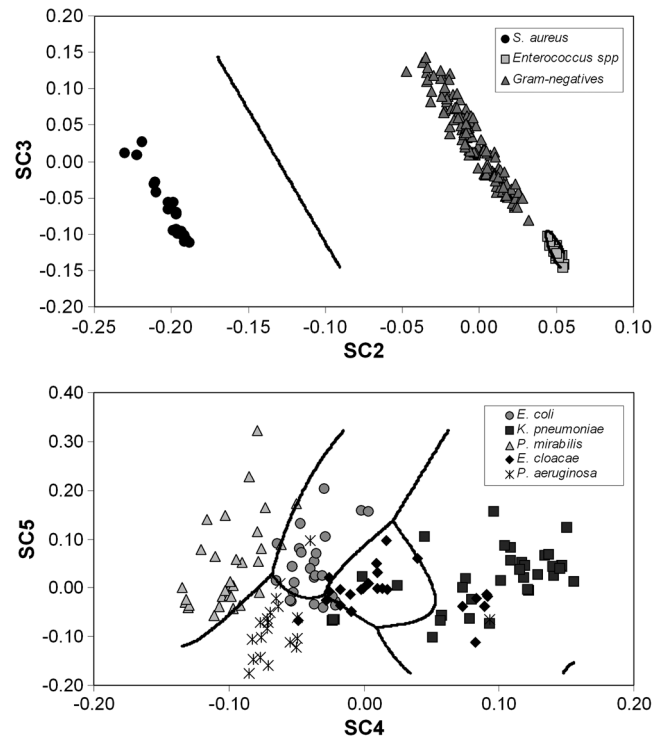 0.20
0.15
0.10
0.05
0.00
-0.05
-0.10
-0.15
-0.20
SC3
S. aureus
Enterococcus spp
Gram-negatives
-0.25 -0.20 -0.15 -0.10 -0.05 0.00 0.05 0.10
SC2
0.40
0.30
0.20
0.10
0.00
-0.10
-0.20
SC5
E. coli
K. pneumoniae
P. mirabilis
E. cloacae
P. aeruginosa
-0.20 -0.10 0.00 0.10 0.20
SC4